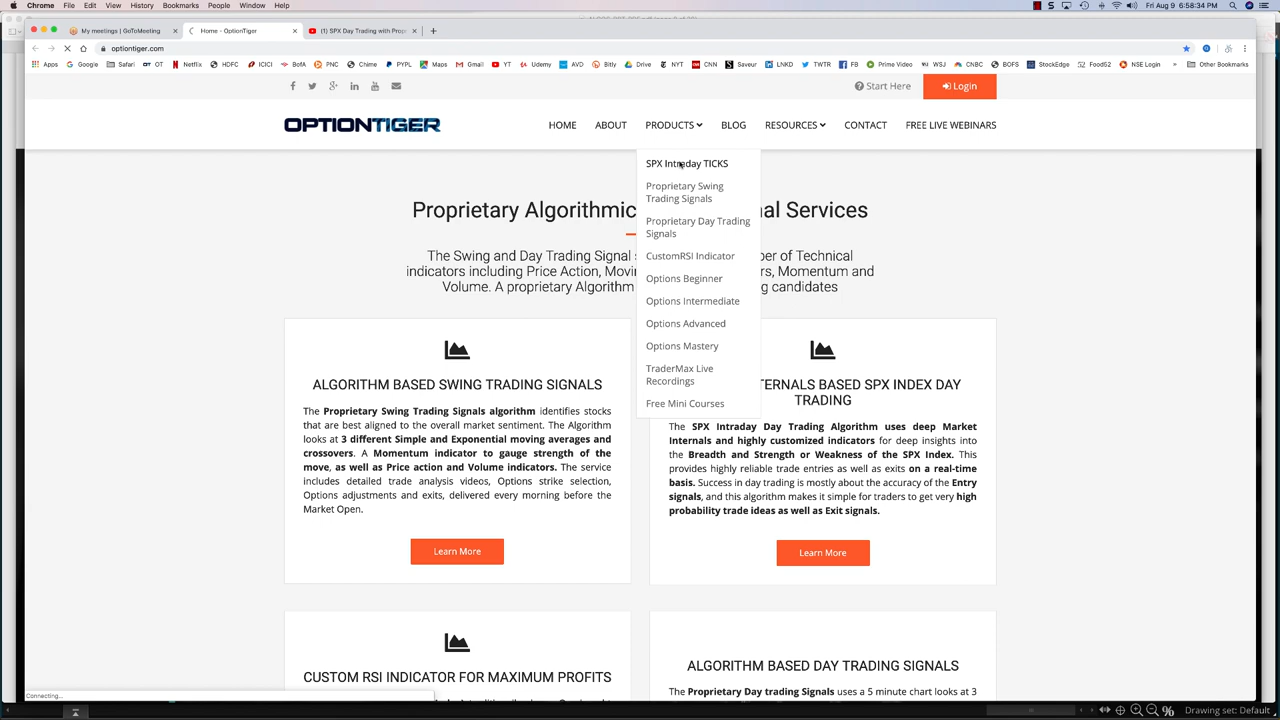 Chrome File Edit View History Bookmarks People Window Help
Fri Aug 9 6:58:34 PM
My meetings | GoToMeeting
Home - OptionTiger
(1) SPX Day Trading with Prop
optiontiger.com
Apps Google Safari OT Netflix HDFC ICICI BofA PNC Chime PYPL Maps Gmail YT Udemy AVD Bitly Drive NYT CNN Saveur LNKD TWTR FB Prime Video WSJ CNBC BOFS StockEdge Food52 NSE Login » Other Bookmarks
Start Here Login
OPTIONTIGER
HOME ABOUT PRODUCTS BLOG RESOURCES CONTACT FREE LIVE WEBINARS
SPX Intraday TICKS
Proprietary Swing
Trading Signals
Proprietary Day Trading
Signals
CustomRSI Indicator
Options Beginner
Options Intermediate
Options Advanced
Options Mastery
TraderMax Live
Recordings
Free Mini Courses
Proprietary Algorithmic nal Services
The Swing and Day Trading Signal ber of Technical
indicators including Price Action, Movi rs, Momentum and
Volume. A proprietary Algorithm g candidates
ALGORITHM BASED SWING TRADING SIGNALS
The Proprietary Swing Trading Signals algorithm identifies stocks
that are best aligned to the overall market sentiment. The Algorithm
looks at 3 different Simple and Exponential moving averages and
crossovers. A Momentum indicator to gauge strength of the
move, as well as Price action and Volume indicators. The service
includes detailed trade analysis videos, Options strike selection,
Options adjustments and exits, delivered every morning before the
Market Open.
Learn More
TERNALS BASED SPX INDEX DAY
TRADING
The SPX Intraday Day Trading Algorithm uses deep Market
Internals and highly customized indicators for deep insights into
the Breadth and Strength or Weakness of the SPX Index. This
provides highly reliable trade entries as well as exits on a real-time
basis. Success in day trading is mostly about the accuracy of the Entry
signals, and this algorithm makes it simple for traders to get very high
probability trade ideas as well as Exit signals.
Learn More
CUSTOM RSI INDICATOR FOR MAXIMUM PROFITS
ALGORITHM BASED DAY TRADING SIGNALS
The Proprietary Day trading Signals uses a 5 minute chart looks at 3
Connecting...
Drawing set: Default